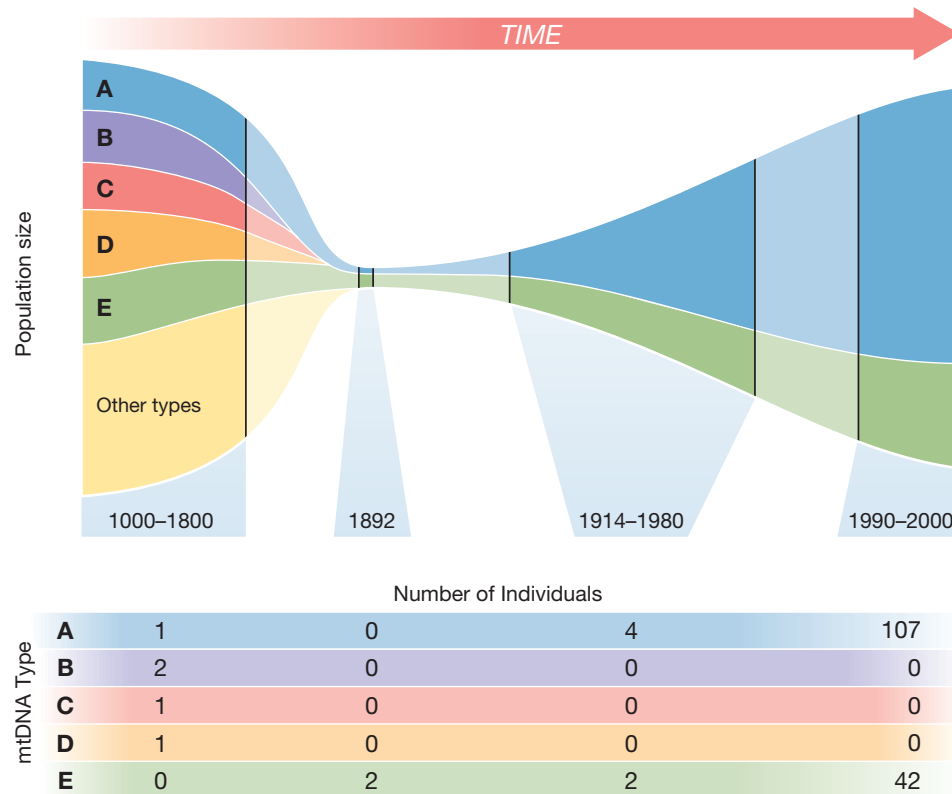 TIME
Population size
A
B
C
D
E
Other types
1000–1800 1892 1914–1980 1990–2000
Number of Individuals
mtDNA Type
A 1 0 4 107
B 2 0 0 0
C 1 0 0 0
D 1 0 0 0
E 0 2 2 42